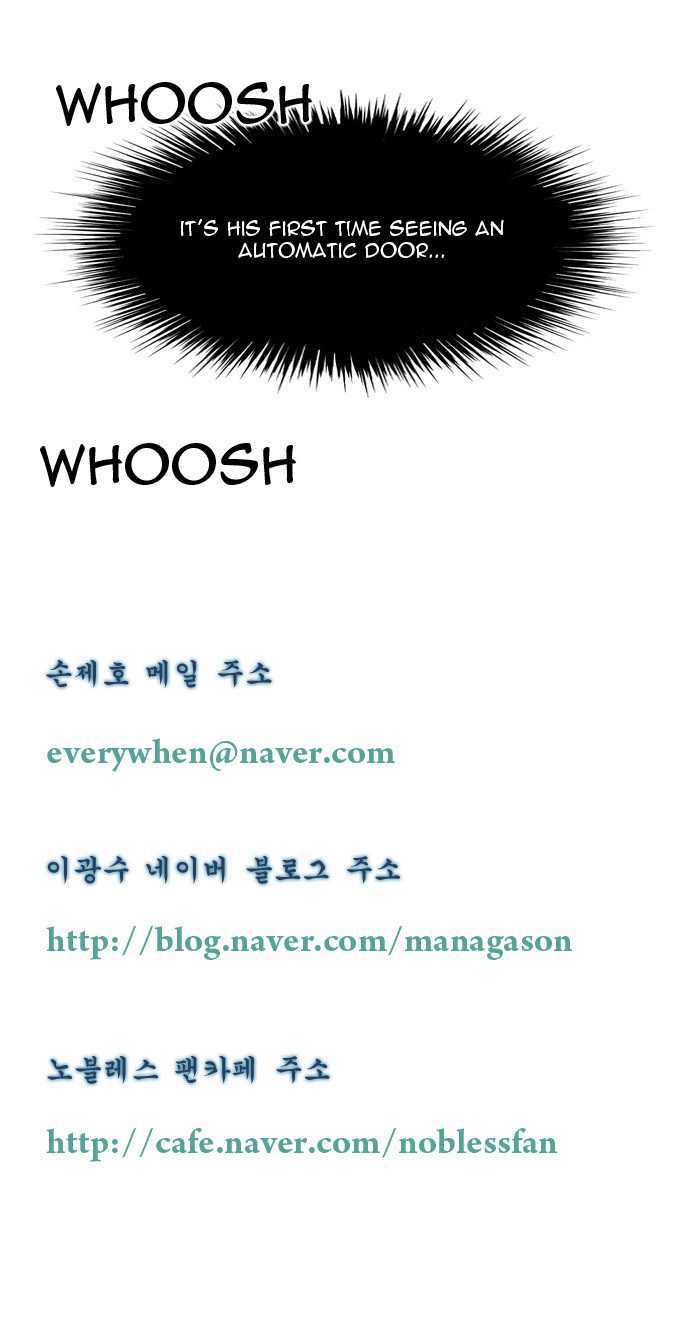 WHOOSH
IT'S HIS FIRST TIME SEEING AN
AUTOMATIC DOOR...
WHOOSH
손제호 메일 주소
everywhen@naver.com
이광수 네이버 블로그 주소
http://blog.naver.com/managason
노블레스 팬카페 주소
http://cafe.naver.com/noblessfan